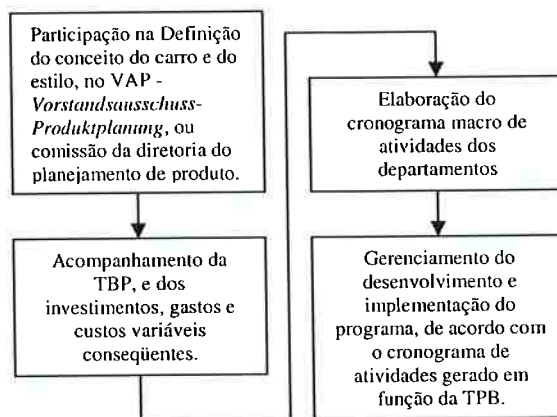 Participação na Definição
do conceito do carro e do
estilo, no VAP -
Vorstandsausschuss-
Produktplanung, ou
comissão da diretoria do
planejamento de produto.
Acompanhamento da
TBP, e dos
investimentos, gastos e
custos variáveis
conseqüentes.
Elaboração do
cronograma macro de
atividades dos
departamentos
Gerenciamento do
desenvolvimento e
implementação do
programa, de acordo com
o cronograma de
atividades gerado em
função da TPB.